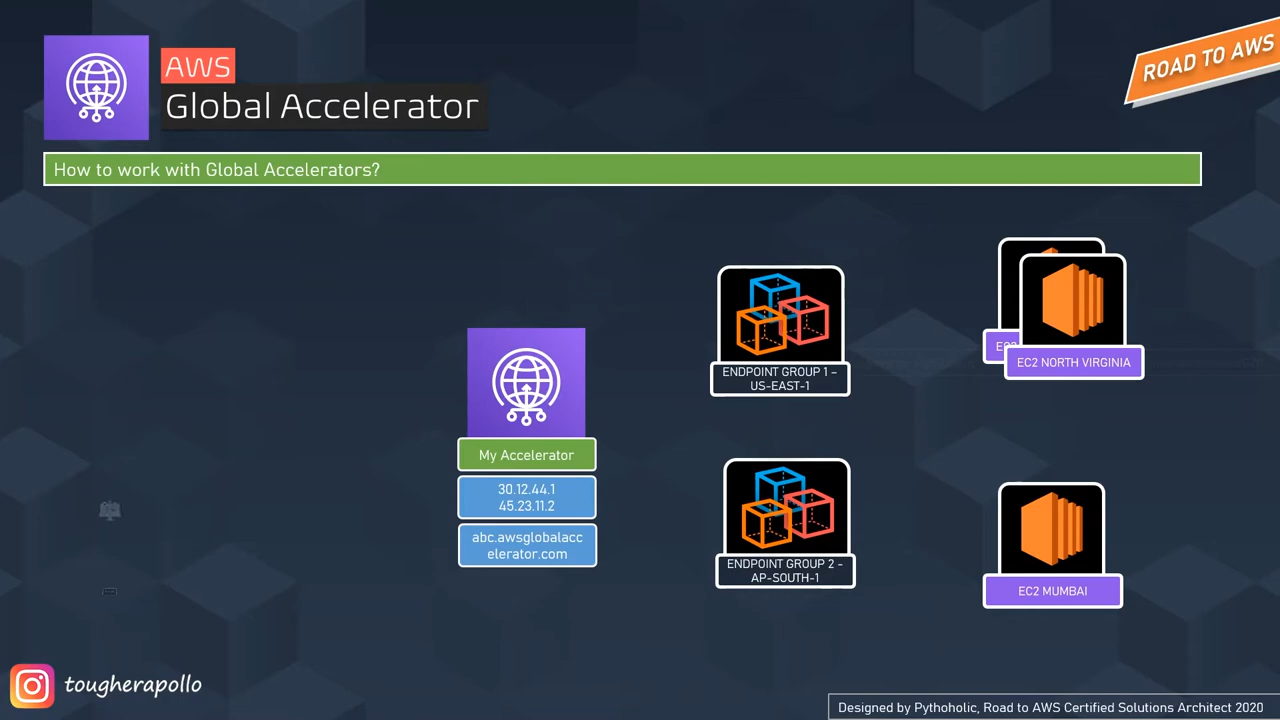 AWS
Global Accelerator
ROAD TO AWS
How to work with Global Accelerators?
ENDPOINT GROUP 1 –
US-EAST-1
EC2 NORTH VIRGINIA
My Accelerator
30.12.44.1
45.23.11.2
abc.awsglobalacc
elerator.com
ENDPOINT GROUP 2 -
AP-SOUTH-1
EC2 MUMBAI
tougherapollo
Designed by Pythoholic, Road to AWS Certified Solutions Architect 2020